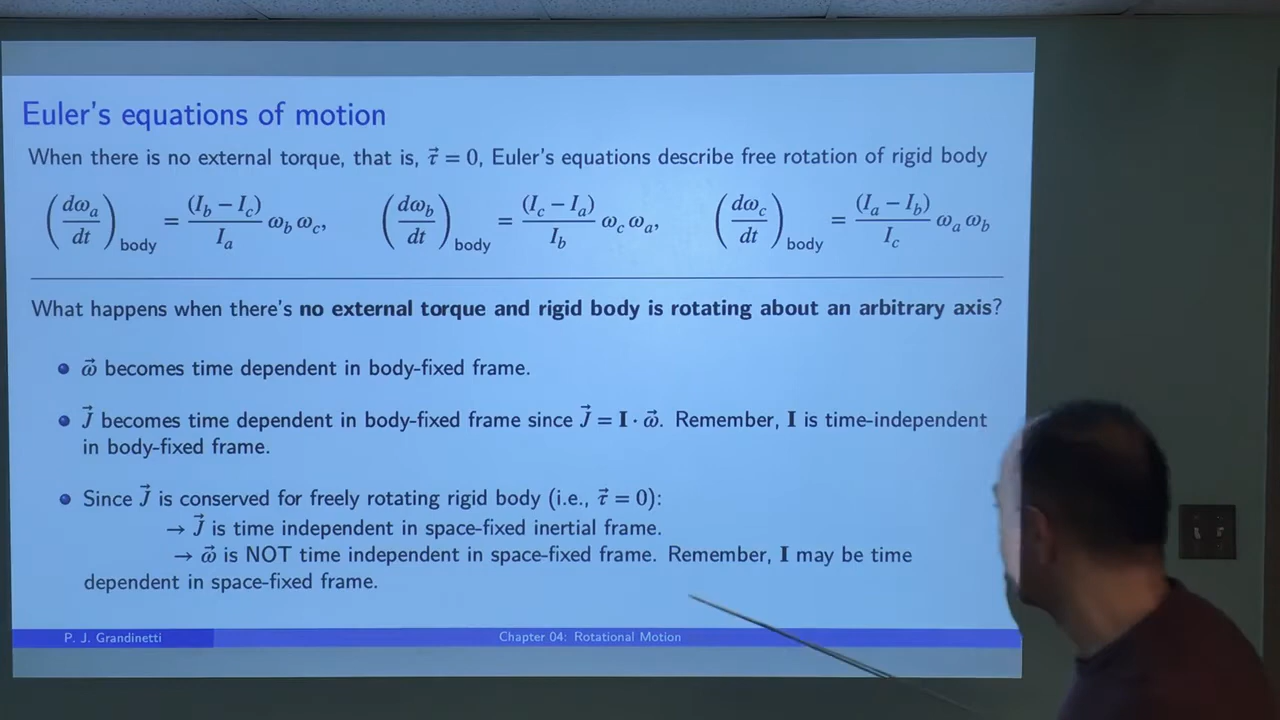 Euler's equations of motion
When there is no external torque, that is, τ⃗ = 0, Euler's equations describe free rotation of rigid body
(dωₐ/dt)_body = (I_b − I_c)/I_a ω_b ω_c, (dω_b/dt)_body = (I_c − I_a)/I_b ω_c ω_a, (dω_c/dt)_body = (I_a − I_b)/I_c ω_a ω_b
What happens when there's no external torque and rigid body is rotating about an arbitrary axis?
• ω⃗ becomes time dependent in body-fixed frame.
• J⃗ becomes time dependent in body-fixed frame since J⃗ = I · ω⃗. Remember, I is time-independent
in body-fixed frame.
• Since J⃗ is conserved for freely rotating rigid body (i.e., τ⃗ = 0):
→ J⃗ is time independent in space-fixed inertial frame.
→ ω⃗ is NOT time independent in space-fixed frame. Remember, I may be time
dependent in space-fixed frame.
P. J. Grandinetti Chapter 04: Rotational Motion